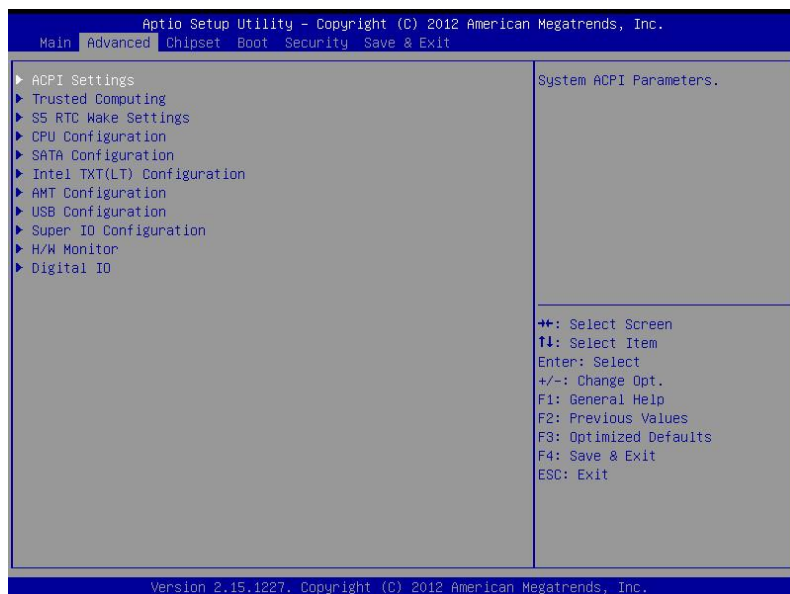 Aptio Setup Utility – Copyright (C) 2012 American Megatrends, Inc.
Main Advanced Chipset Boot Security Save & Exit
▶ ACPI Settings
▶ Trusted Computing
▶ S5 RTC Wake Settings
▶ CPU Configuration
▶ SATA Configuration
▶ Intel TXT(LT) Configuration
▶ AMT Configuration
▶ USB Configuration
▶ Super IO Configuration
▶ H/W Monitor
▶ Digital IO
System ACPI Parameters.
→←: Select Screen
↑↓: Select Item
Enter: Select
+/-: Change Opt.
F1: General Help
F2: Previous Values
F3: Optimized Defaults
F4: Save & Exit
ESC: Exit
Version 2.15.1227. Copyright (C) 2012 American Megatrends, Inc.